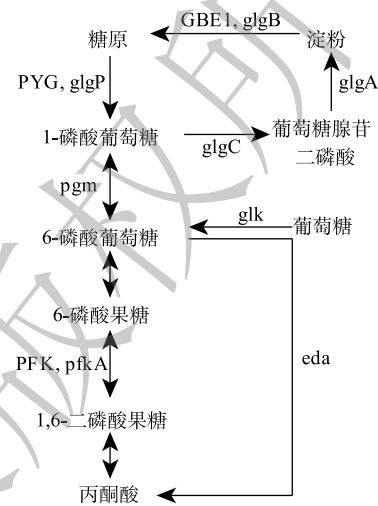 GBE1, glgB
糖原
淀粉
PYG, glgP
glgA
1-磷酸葡萄糖
glgC
葡萄糖腺苷
二磷酸
pgm
glk
6-磷酸葡萄糖
葡萄糖
6-磷酸果糖
PFK, pfkA
eda
1,6-二磷酸果糖
丙酮酸